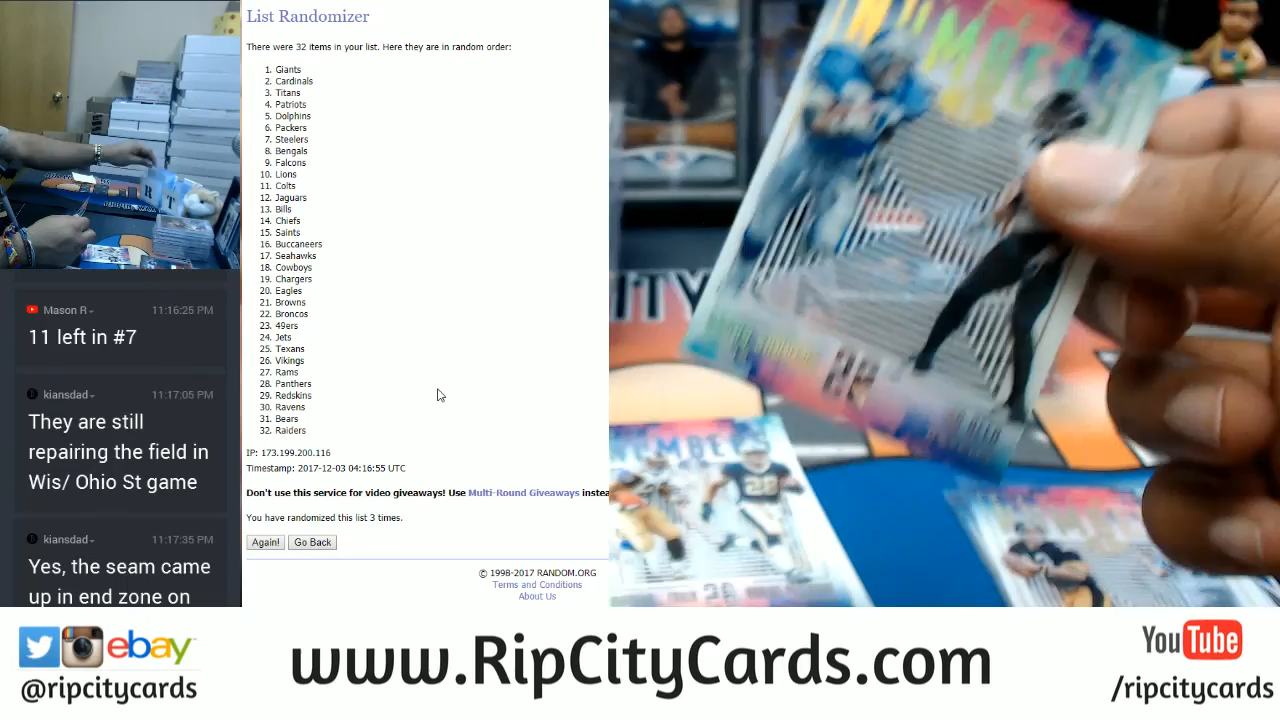 List Randomizer
There were 32 items in your list. Here they are in random order:
1. Giants
2. Cardinals
3. Titans
4. Patriots
5. Dolphins
6. Packers
7. Steelers
8. Bengals
9. Falcons
10. Lions
11. Colts
12. Jaguars
13. Bills
14. Chiefs
15. Saints
16. Buccaneers
17. Seahawks
18. Cowboys
19. Chargers
20. Eagles
21. Browns
22. Broncos
23. 49ers
24. Jets
25. Texans
26. Vikings
27. Rams
28. Panthers
29. Redskins
30. Ravens
31. Bears
32. Raiders
IP: 173.199.200.116
Timestamp: 2017-12-03 04:16:55 UTC
Don't use this service for video giveaways! Use Multi-Round Giveaways instea
You have randomized this list 3 times.
Again! Go Back
© 1998-2017 RANDOM.ORG
Terms and Conditions
About Us
Mason R 11:16:25 PM
11 left in #7
kiansdad 11:17:05 PM
They are still
repairing the field in
Wis/ Ohio St game
kiansdad 11:17:35 PM
Yes, the seam came
up in end zone on
NUMBERS
28
ebay
@ripcitycards
www.RipCityCards.com
YouTube
/ripcitycards